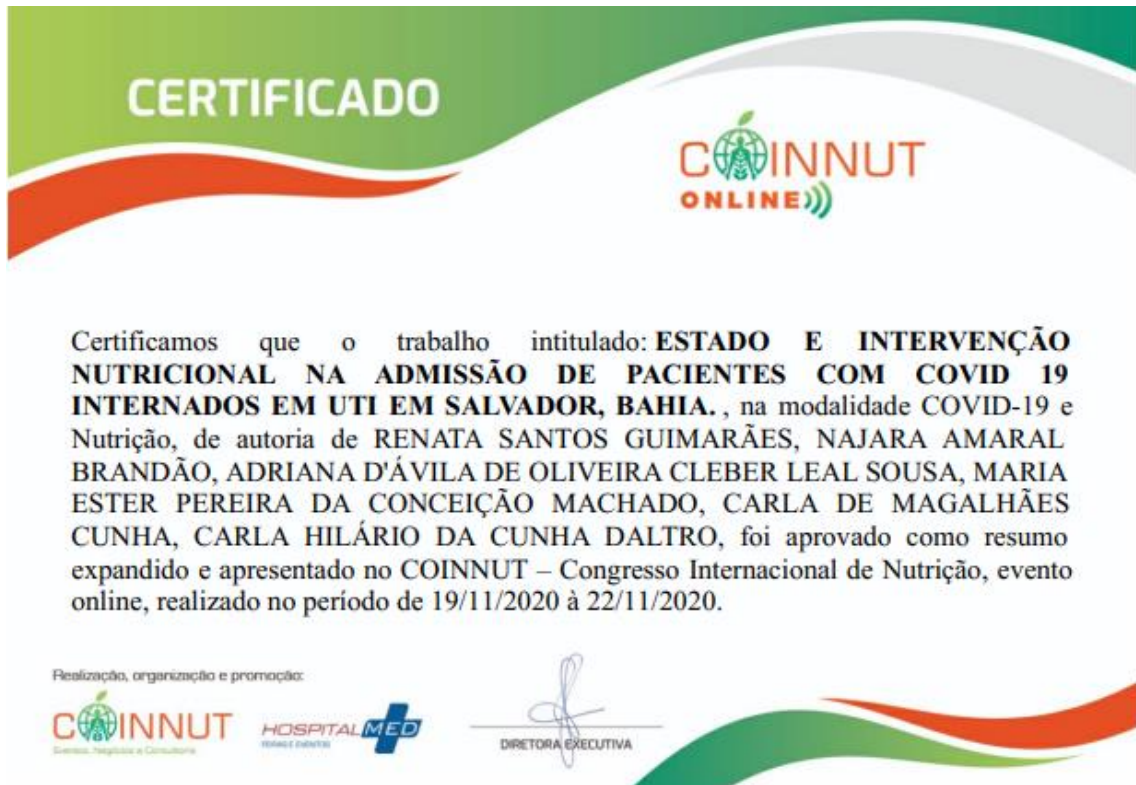 CERTIFICADO
COINNUT
ONLINE
Certificamos que o trabalho intitulado: ESTADO E INTERVENÇÃO
NUTRICIONAL NA ADMISSÃO DE PACIENTES COM COVID 19
INTERNADOS EM UTI EM SALVADOR, BAHIA. , na modalidade COVID-19 e
Nutrição, de autoria de RENATA SANTOS GUIMARÃES, NAJARA AMARAL
BRANDÃO, ADRIANA D'ÁVILA DE OLIVEIRA CLEBER LEAL SOUSA, MARIA
ESTER PEREIRA DA CONCEIÇÃO MACHADO, CARLA DE MAGALHÃES
CUNHA, CARLA HILÁRIO DA CUNHA DALTRO, foi aprovado como resumo
expandido e apresentado no COINNUT – Congresso Internacional de Nutrição, evento
online, realizado no período de 19/11/2020 à 22/11/2020.
Realização, organização e promoção:
COINNUT
Eventos, Negócios e Consultoria
HOSPITALMED
FEIRAS E EVENTOS
DIRETORA EXECUTIVA